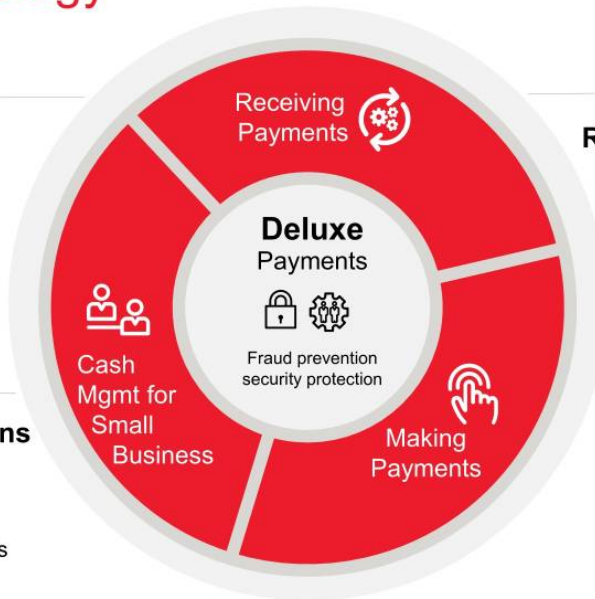 Receiving
Payments
R
Deluxe
Payments
Fraud prevention
security protection
Cash
Mgmt for
Small
Business
Making
Payments
ns
s